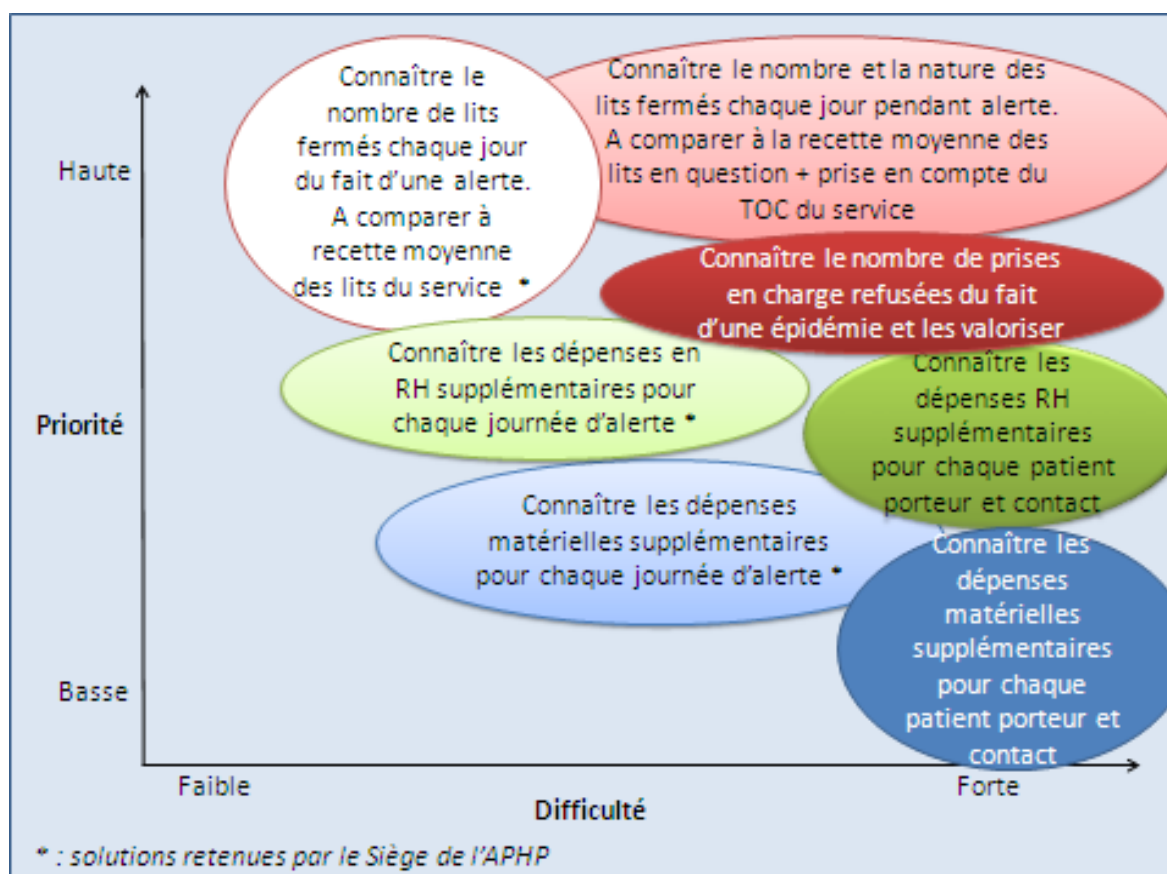 Connaître le
nombre de lits
fermés chaque jour
du fait d'une alerte.
A comparer à
recette moyenne
des lits du service *
Connaître le nombre et la nature des
lits fermés chaque jour pendant alerte.
A comparer à la recette moyenne des
lits en question + prise en compte du
TOC du service
Haute
Connaître le nombre de prises
en charge refusées du fait
d'une épidémie et les valoriser
Connaître les dépenses en
RH supplémentaires pour
chaque journée d'alerte *
Connaître les
dépenses RH
supplémentaires
pour chaque patient
porteur et contact
Priorité
Connaître les dépenses
matérielles supplémentaires
pour chaque journée d'alerte *
Connaître les
dépenses
matérielles
supplémentaires
pour chaque
patient porteur et
contact
Basse
Faible
Forte
Difficulté
* : solutions retenues par le Siège de l'APHP